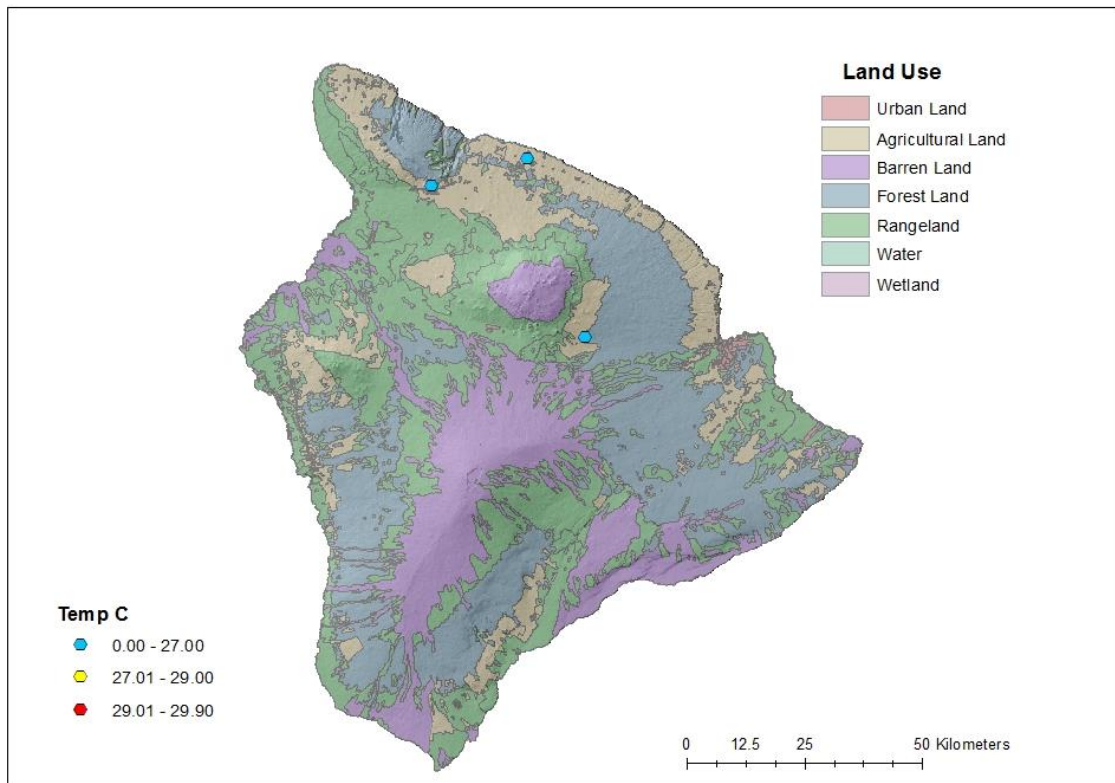 Land Use
Urban Land
Agricultural Land
Barren Land
Forest Land
Rangeland
Water
Wetland
Temp C
0.00 - 27.00
27.01 - 29.00
29.01 - 29.90
0 12.5 25 50 Kilometers